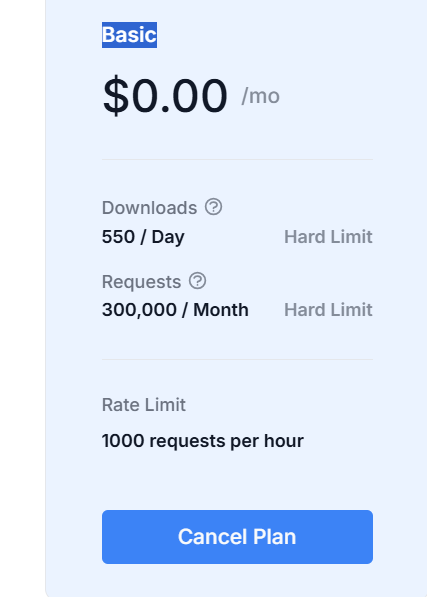 Basic
$0.00 /mo
Downloads
550 / Day Hard Limit
Requests
300,000 / Month Hard Limit
Rate Limit
1000 requests per hour
Cancel Plan